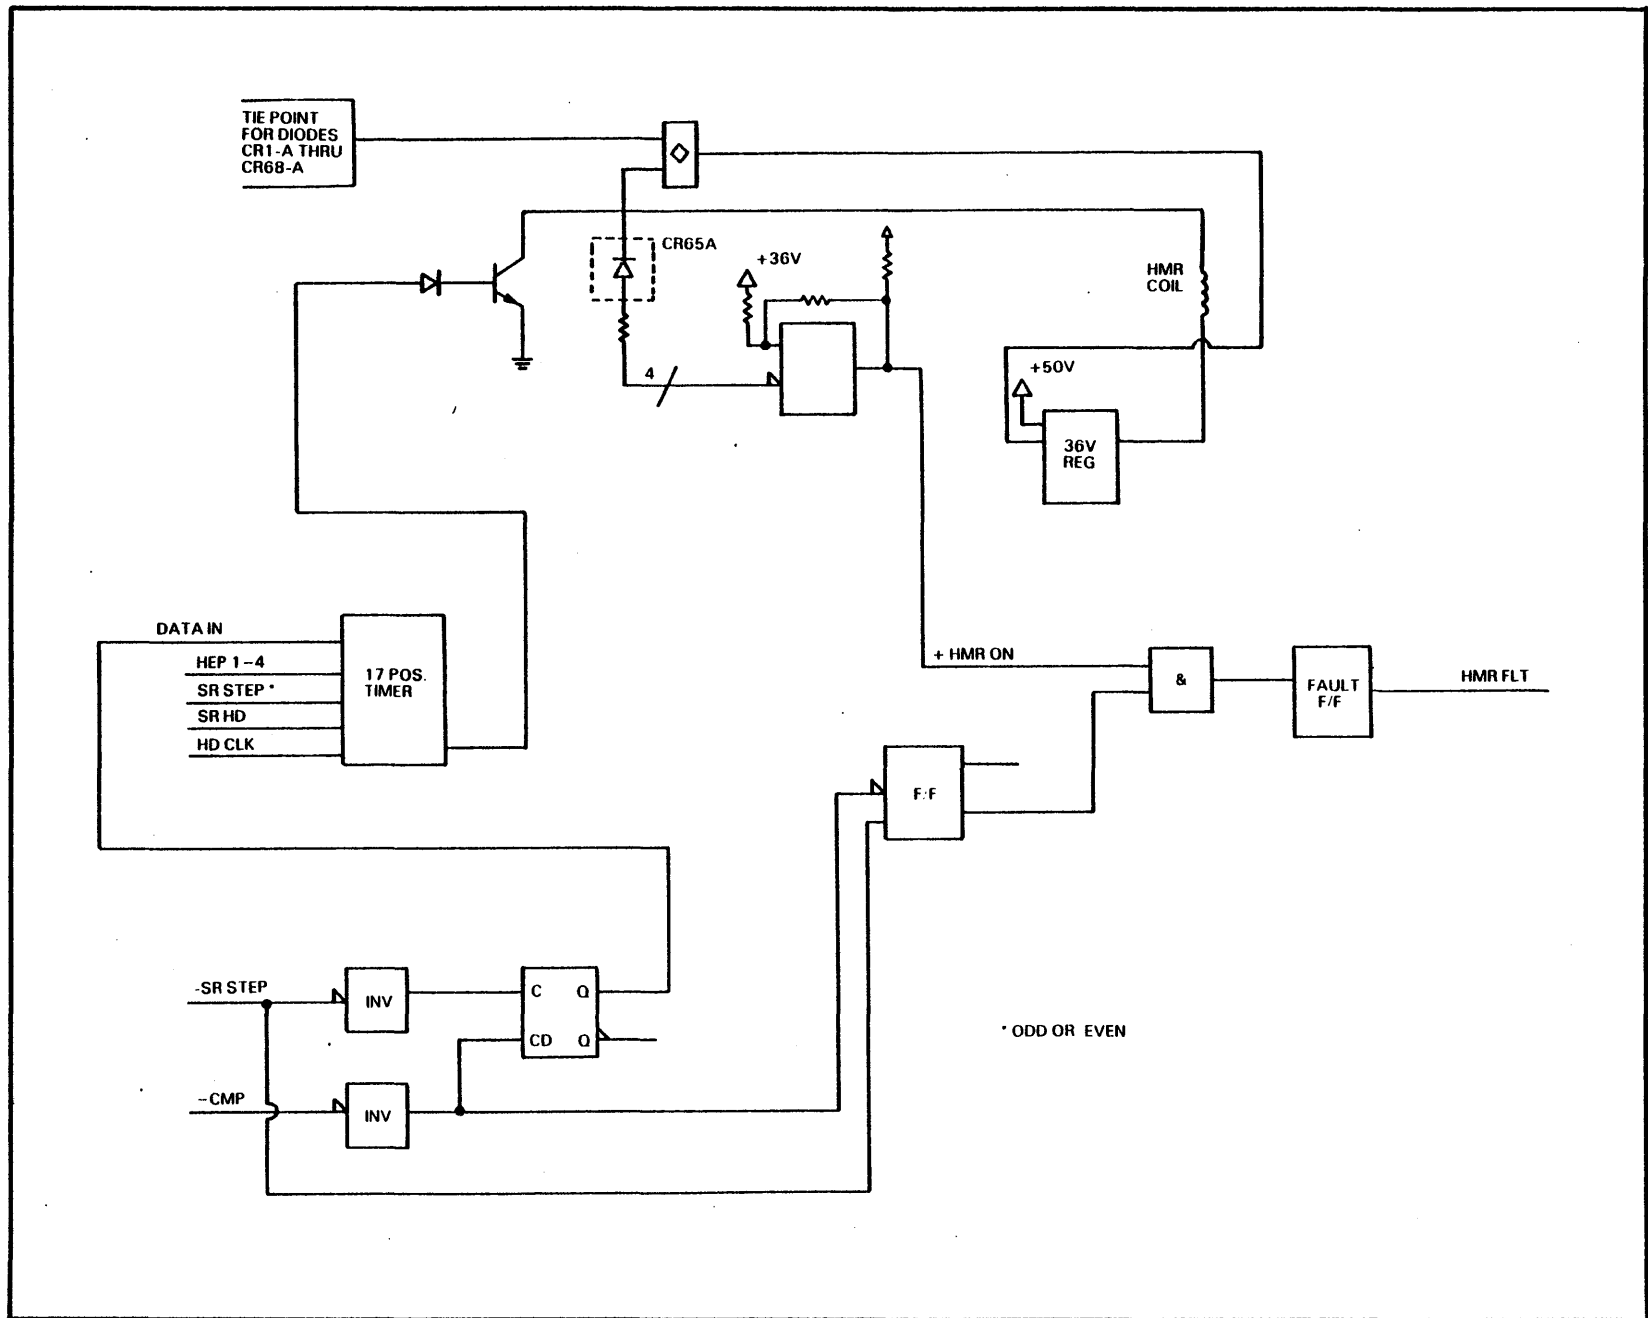 TIE POINT
FOR DIODES
CR1-A THRU
CR68-A
CR65A
+36V
HMR
COIL
4
+50V
36V
REG
DATA IN
HEP 1-4
SR STEP *
SR HD
HD CLK
17 POS.
TIMER
+ HMR ON
&
FAULT
F/F
HMR FLT
F/F
-SR STEP
INV
C Q
CD Q
* ODD OR EVEN
-CMP
INV